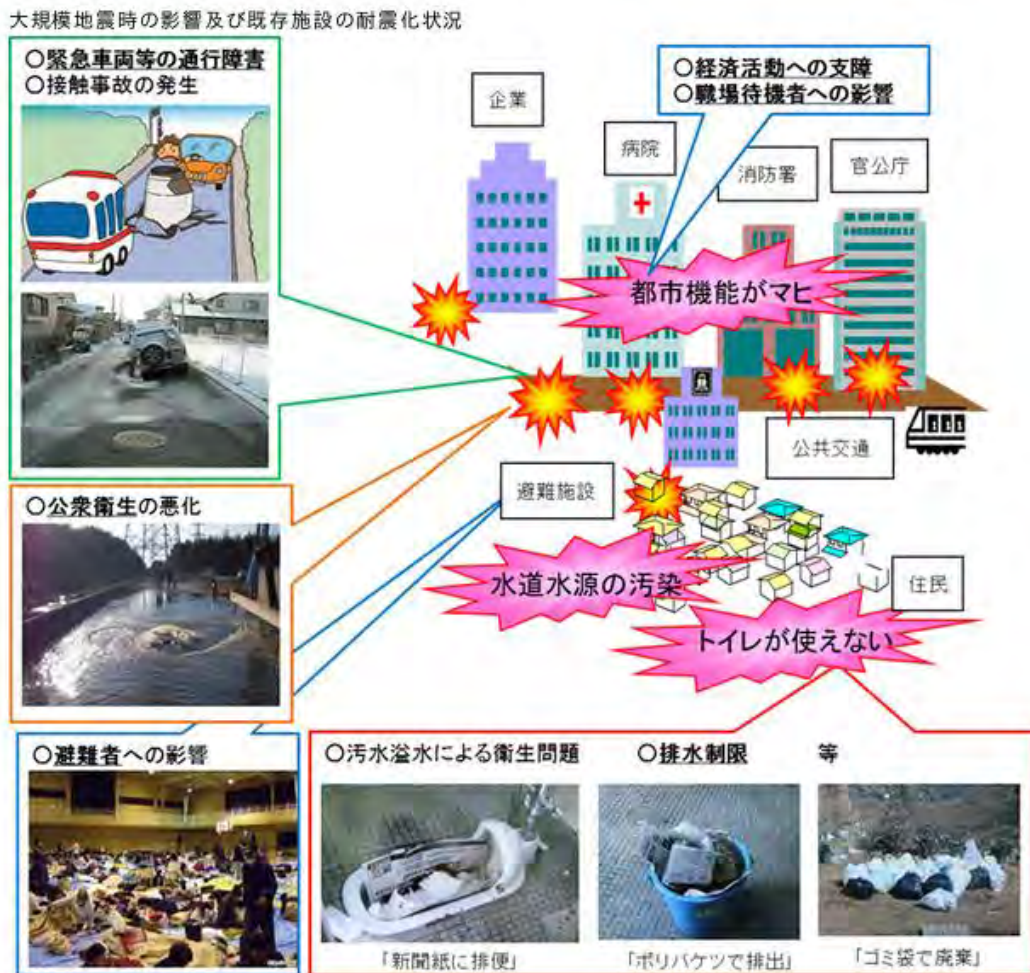 大規模地震時の影響及び既存施設の耐震化状況
○緊急車両等の通行障害
○接触事故の発生
○経済活動への支障
○職場待機者への影響
企業
病院
消防署
官公庁
都市機能がマヒ
公共交通
避難施設
○公衆衛生の悪化
水道水源の汚染
住民
トイレが使えない
○避難者への影響
○汚水溢水による衛生問題 ○排水制限 等
「新聞紙に排便」 「ポリバケツで排出」 「ゴミ袋で廃棄」